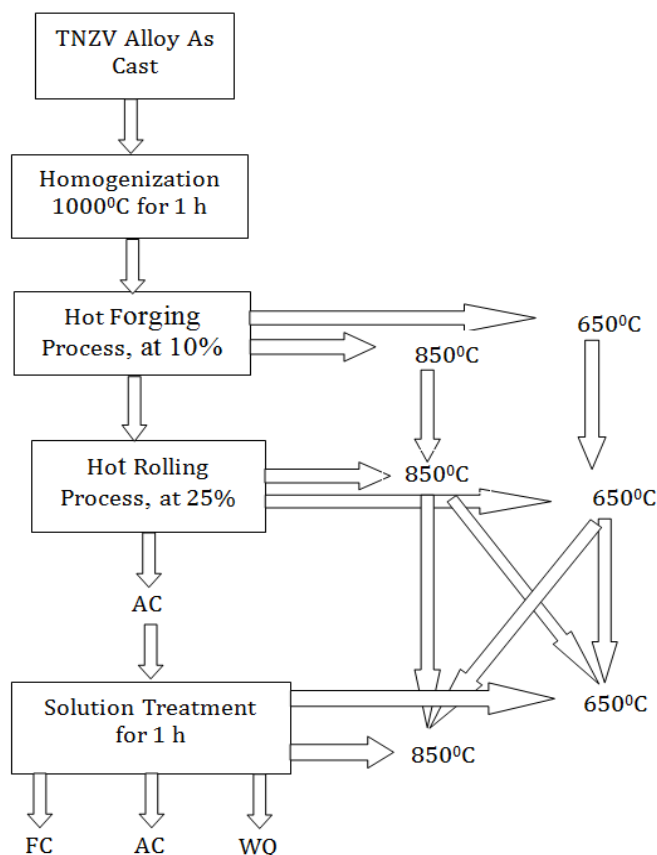 TNZV Alloy As
Cast
Homogenization
1000⁰C for 1 h
Hot Forging
Process, at 10%
650⁰C
850⁰C
Hot Rolling
Process, at 25%
850⁰C
650⁰C
AC
Solution Treatment
for 1 h
650⁰C
850⁰C
FC
AC
WQ